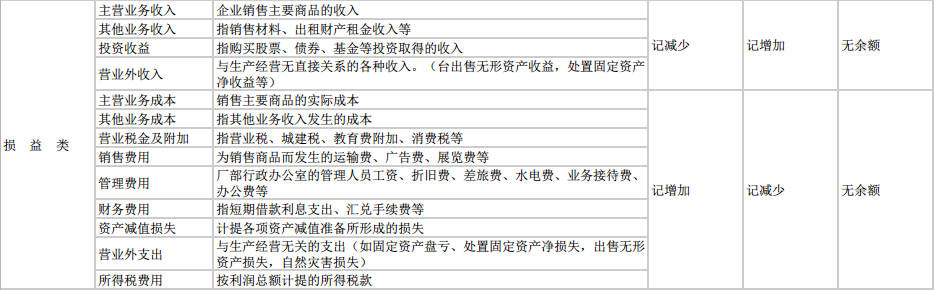 主营业务收入 企业销售主要商品的收入
其他业务收入 指销售材料、出租财产租金收入等
投资收益 指购买股票、债券、基金等投资取得的收入
记减少 记增加 无余额
营业外收入 与生产经营无直接关系的各种收入。（台出售无形资产收益，处置固定资产
净收益等）
主营业务成本 销售主要商品的实际成本
其他业务成本 指其他业务收入发生的成本
损 益 类
营业税金及附加 指营业税、城建税、教育费附加、消费税等
销售费用 为销售商品而发生的运输费、广告费、展览费等
管理费用 厂部行政办公室的管理人员工资、折旧费、差旅费、水电费、业务接待费、
办公费等
记增加 记减少 无余额
财务费用 指短期借款利息支出、汇兑手续费等
资产减值损失 计提各项资产减值准备所形成的损失
营业外支出 与生产经营无关的支出（如固定资产盘亏、处置固定资产净损失，出售无形
资产损失，自然灾害损失）
所得税费用 按利润总额计提的所得税款